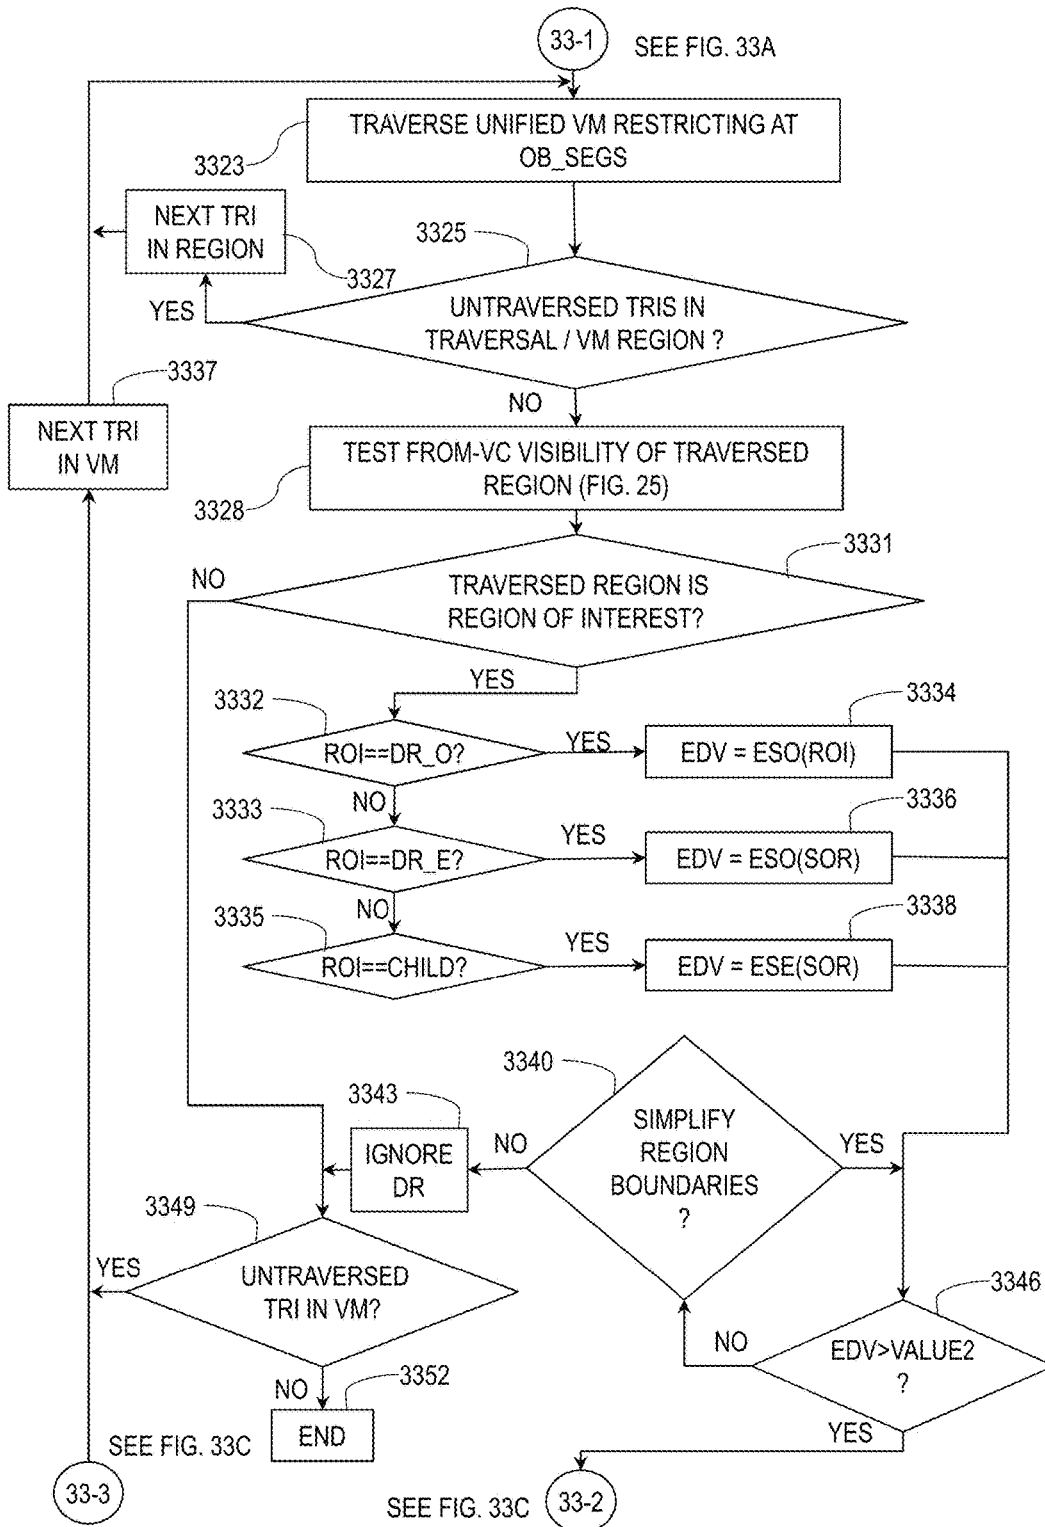 33-1
SEE FIG. 33A
TRAVERSE UNIFIED VM RESTRICTING AT
OB_SEGS
3323
NEXT TRI
IN REGION
3325
3327
YES
UNTRAVERSED TRIS IN
TRAVERSAL / VM REGION ?
3337
NO
NEXT TRI
IN VM
TEST FROM-VC VISIBILITY OF TRAVERSED
REGION (FIG. 25)
3328
3331
NO
TRAVERSED REGION IS
REGION OF INTEREST?
YES
3332
3334
ROI==DR_O?
YES
EDV = ESO(ROI)
NO
3333
3336
ROI==DR_E?
YES
EDV = ESO(SOR)
NO
3335
3338
ROI==CHILD?
YES
EDV = ESE(SOR)
3340
3343
SIMPLIFY
REGION
BOUNDARIES
?
NO
YES
IGNORE
DR
3349
YES
UNTRAVERSED
TRI IN VM?
3346
NO
EDV>VALUE2
?
NO
3352
END
YES
SEE FIG. 33C
33-3
SEE FIG. 33C
33-2